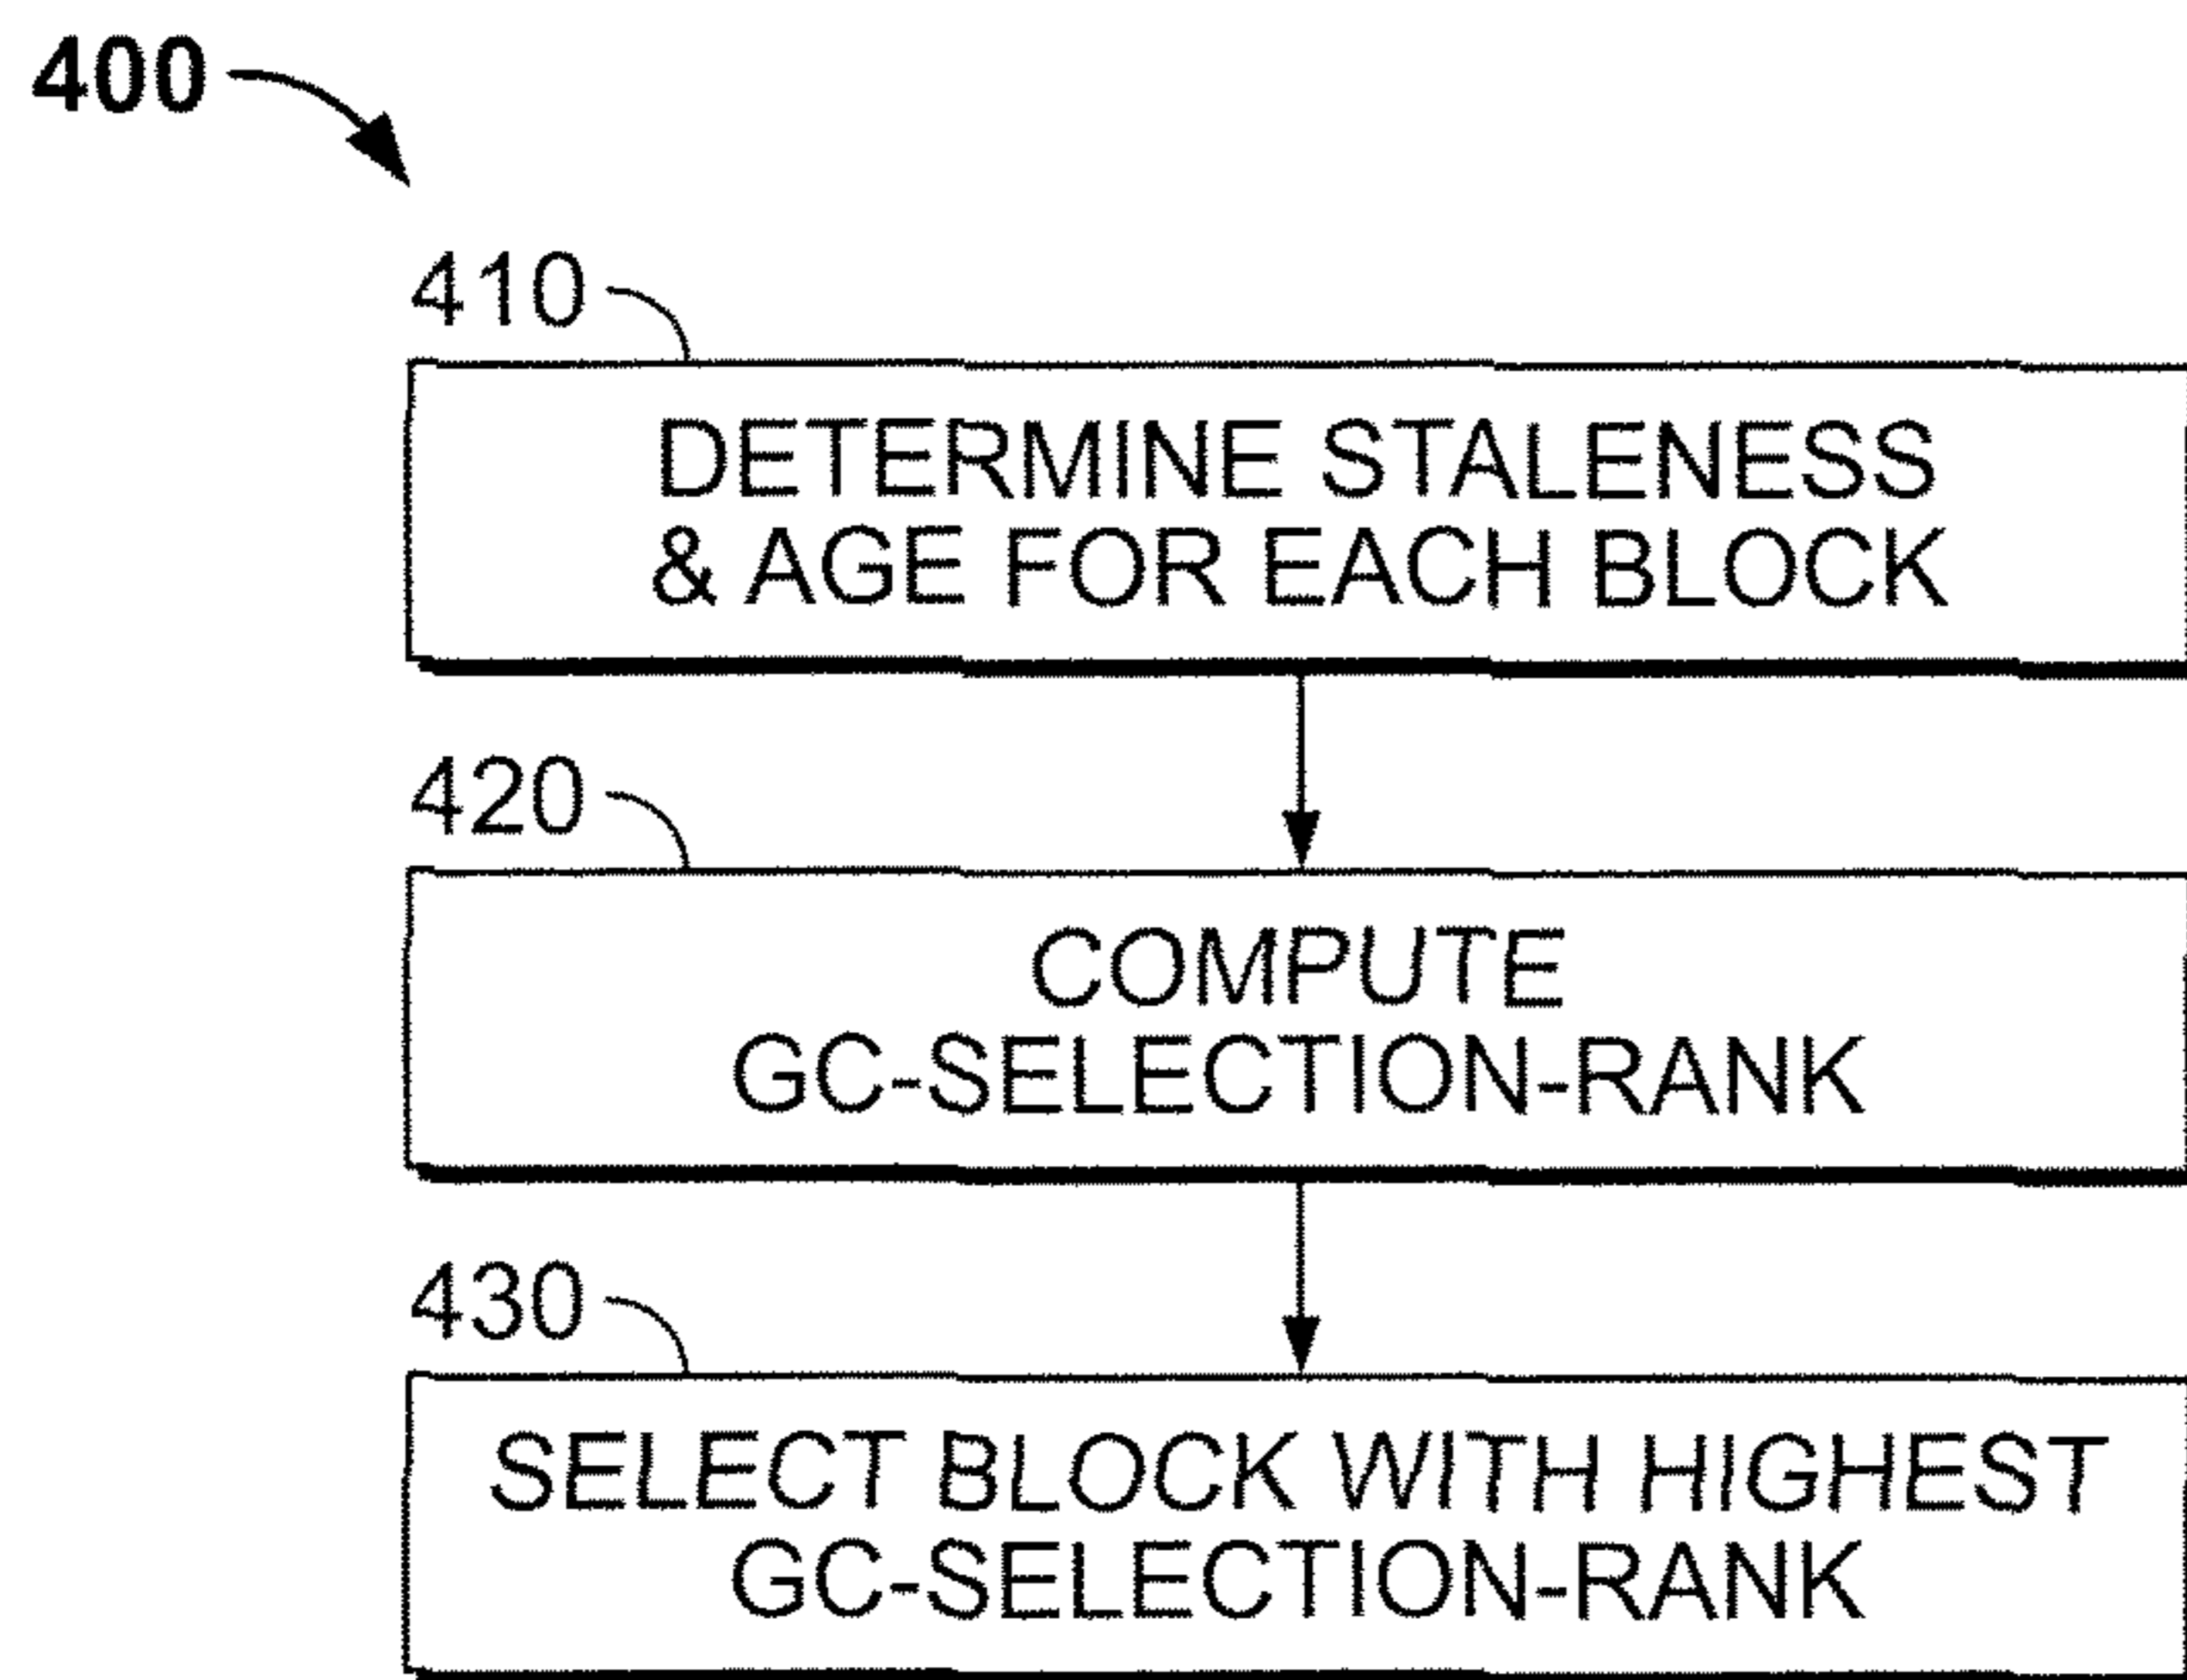 400
410
DETERMINE STALENESS
& AGE FOR EACH BLOCK
420
COMPUTE
GC-SELECTION-RANK
430
SELECT BLOCK WITH HIGHEST
GC-SELECTION-RANK